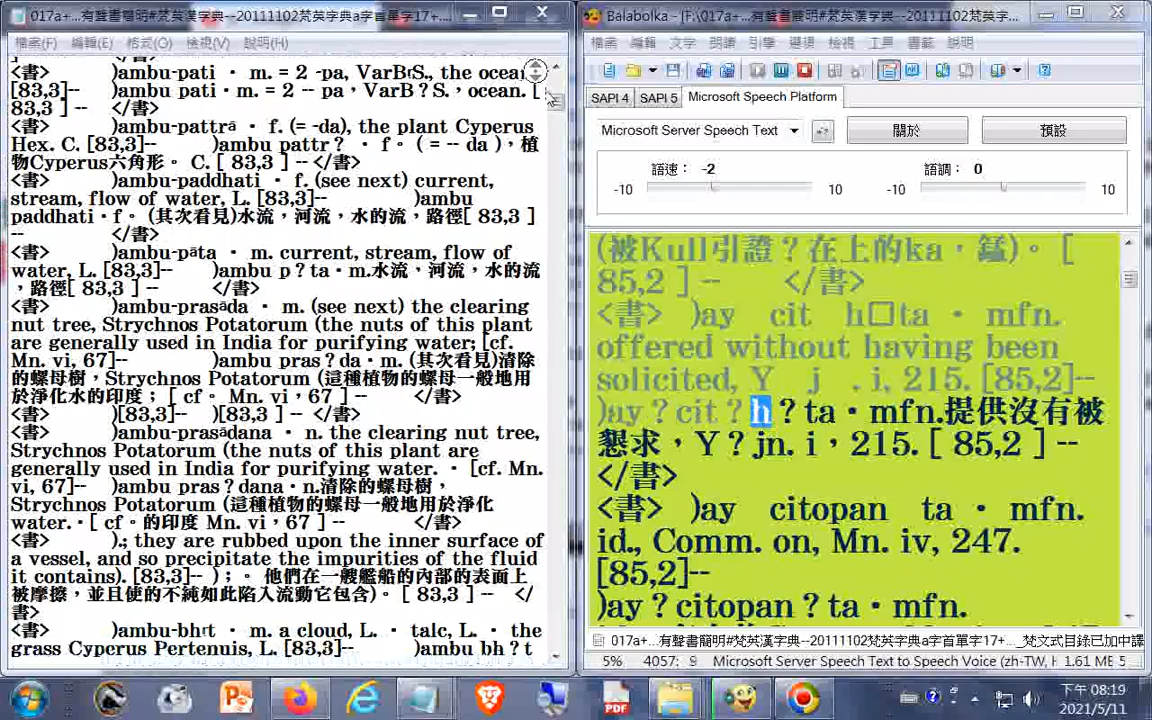 017a+...有聲書簡明#梵英漢字典--20111102梵英字典a字首單字17+...
檔案(F) 編輯(E) 格式(O) 檢視(V) 說明(H)
<書> )ambu-pati ‧ m. = 2 -pa, VarBṛS., the ocean.
[83,3]-- )ambu pati‧m. = 2 -- pa，VarB？S.，ocean. [
83,3 ] -- </書>
<書> )ambu-pattrā ‧ f. (= -da), the plant Cyperus
Hex. C. [83,3]-- )ambu pattr？ ‧ f。 ( = -- da )，植
物Cyperus六角形。 C. [ 83,3 ] --</書>
<書> )ambu-paddhati ‧ f. (see next) current,
stream, flow of water, L. [83,3]-- )ambu
paddhati‧f。 (其次看見)水流，河流，水的流，路徑[ 83,3 ]
-- </書>
<書> )ambu-pāta ‧ m. current, stream, flow of
water, L. [83,3]-- )ambu p？ta‧m.水流，河流，水的流
，路徑[ 83,3 ] -- </書>
<書> )ambu-prasāda ‧ m. (see next) the clearing
nut tree, Strychnos Potatorum (the nuts of this plant
are generally used in India for purifying water; [cf.
Mn. vi, 67]-- )ambu pras？da‧m. (其次看見)清除
的螺母樹，Strychnos Potatorum (這種植物的螺母一般地用
於淨化水的印度； [ cf。 Mn. vi，67 ] -- </書>
<書> )[83,3]-- )[ 83,3 ] -- </書>
<書> )ambu-prasādana ‧ n. the clearing nut tree,
Strychnos Potatorum (the nuts of this plant are
generally used in India for purifying water. ‧ [cf. Mn.
vi, 67]-- )ambu pras？dana‧n.清除的螺母樹，
Strychnos Potatorum (這種植物的螺母一般地用於淨化
water.‧[ cf。的印度 Mn. vi，67 ] -- </書>
<書> ).; they are rubbed upon the inner surface of
a vessel, and so precipitate the impurities of the fluid
it contains). [83,3]-- )；。 他們在一艘艦船的內部的表面上
被摩擦，並且使的不純如此陷入流動它包含)。 [ 83,3 ] -- </
書>
<書> )ambu-bhṛt ‧ m. a cloud, L. ‧ talc, L. ‧ the
grass Cyperus Pertenuis, L. [83,3]-- )ambu bh？t
Balabolka - [F:\017a+...有聲書簡明#梵英漢字典--20111102梵英字...
檔案 編輯 文字 朗讀 引擎 選項 檢視 工具 書籤 說明
SAPI 4 SAPI 5 Microsoft Speech Platform
Microsoft Server Speech Text 關於 預設
語速： -2 語調： 0
-10 10 -10 10
(被Kull引證？在上的ka，錳)。 [
85,2 ] -- </書>
<書> )ay cit h□ta ‧ mfn.
offered without having been
solicited, Y j . i, 215. [85,2]--
)ay？cit？h？ta‧mfn.提供沒有被
懇求，Y？jn. i，215. [ 85,2 ] --
</書>
<書> )ay citopan ta ‧ mfn.
id., Comm. on, Mn. iv, 247.
[85,2]--
)ay？citopan？ta‧mfn.
017a+...有聲書簡明#梵英漢字典--20111102梵英字典a字首單字17+..._梵文式目錄已加中譯
5% 4057: 9 Microsoft Server Speech Text to Speech Voice (zh-TW, H 1.61 MB 5
下午 08:19
2021/5/11